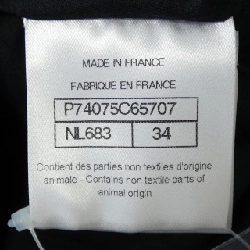 MADE IN FRANCE
FABRIQUE EN FRANCE
P74075C65707
NL683 34
Contient des parties non textiles d'origine
animale - Contains non textile parts of
animal origin